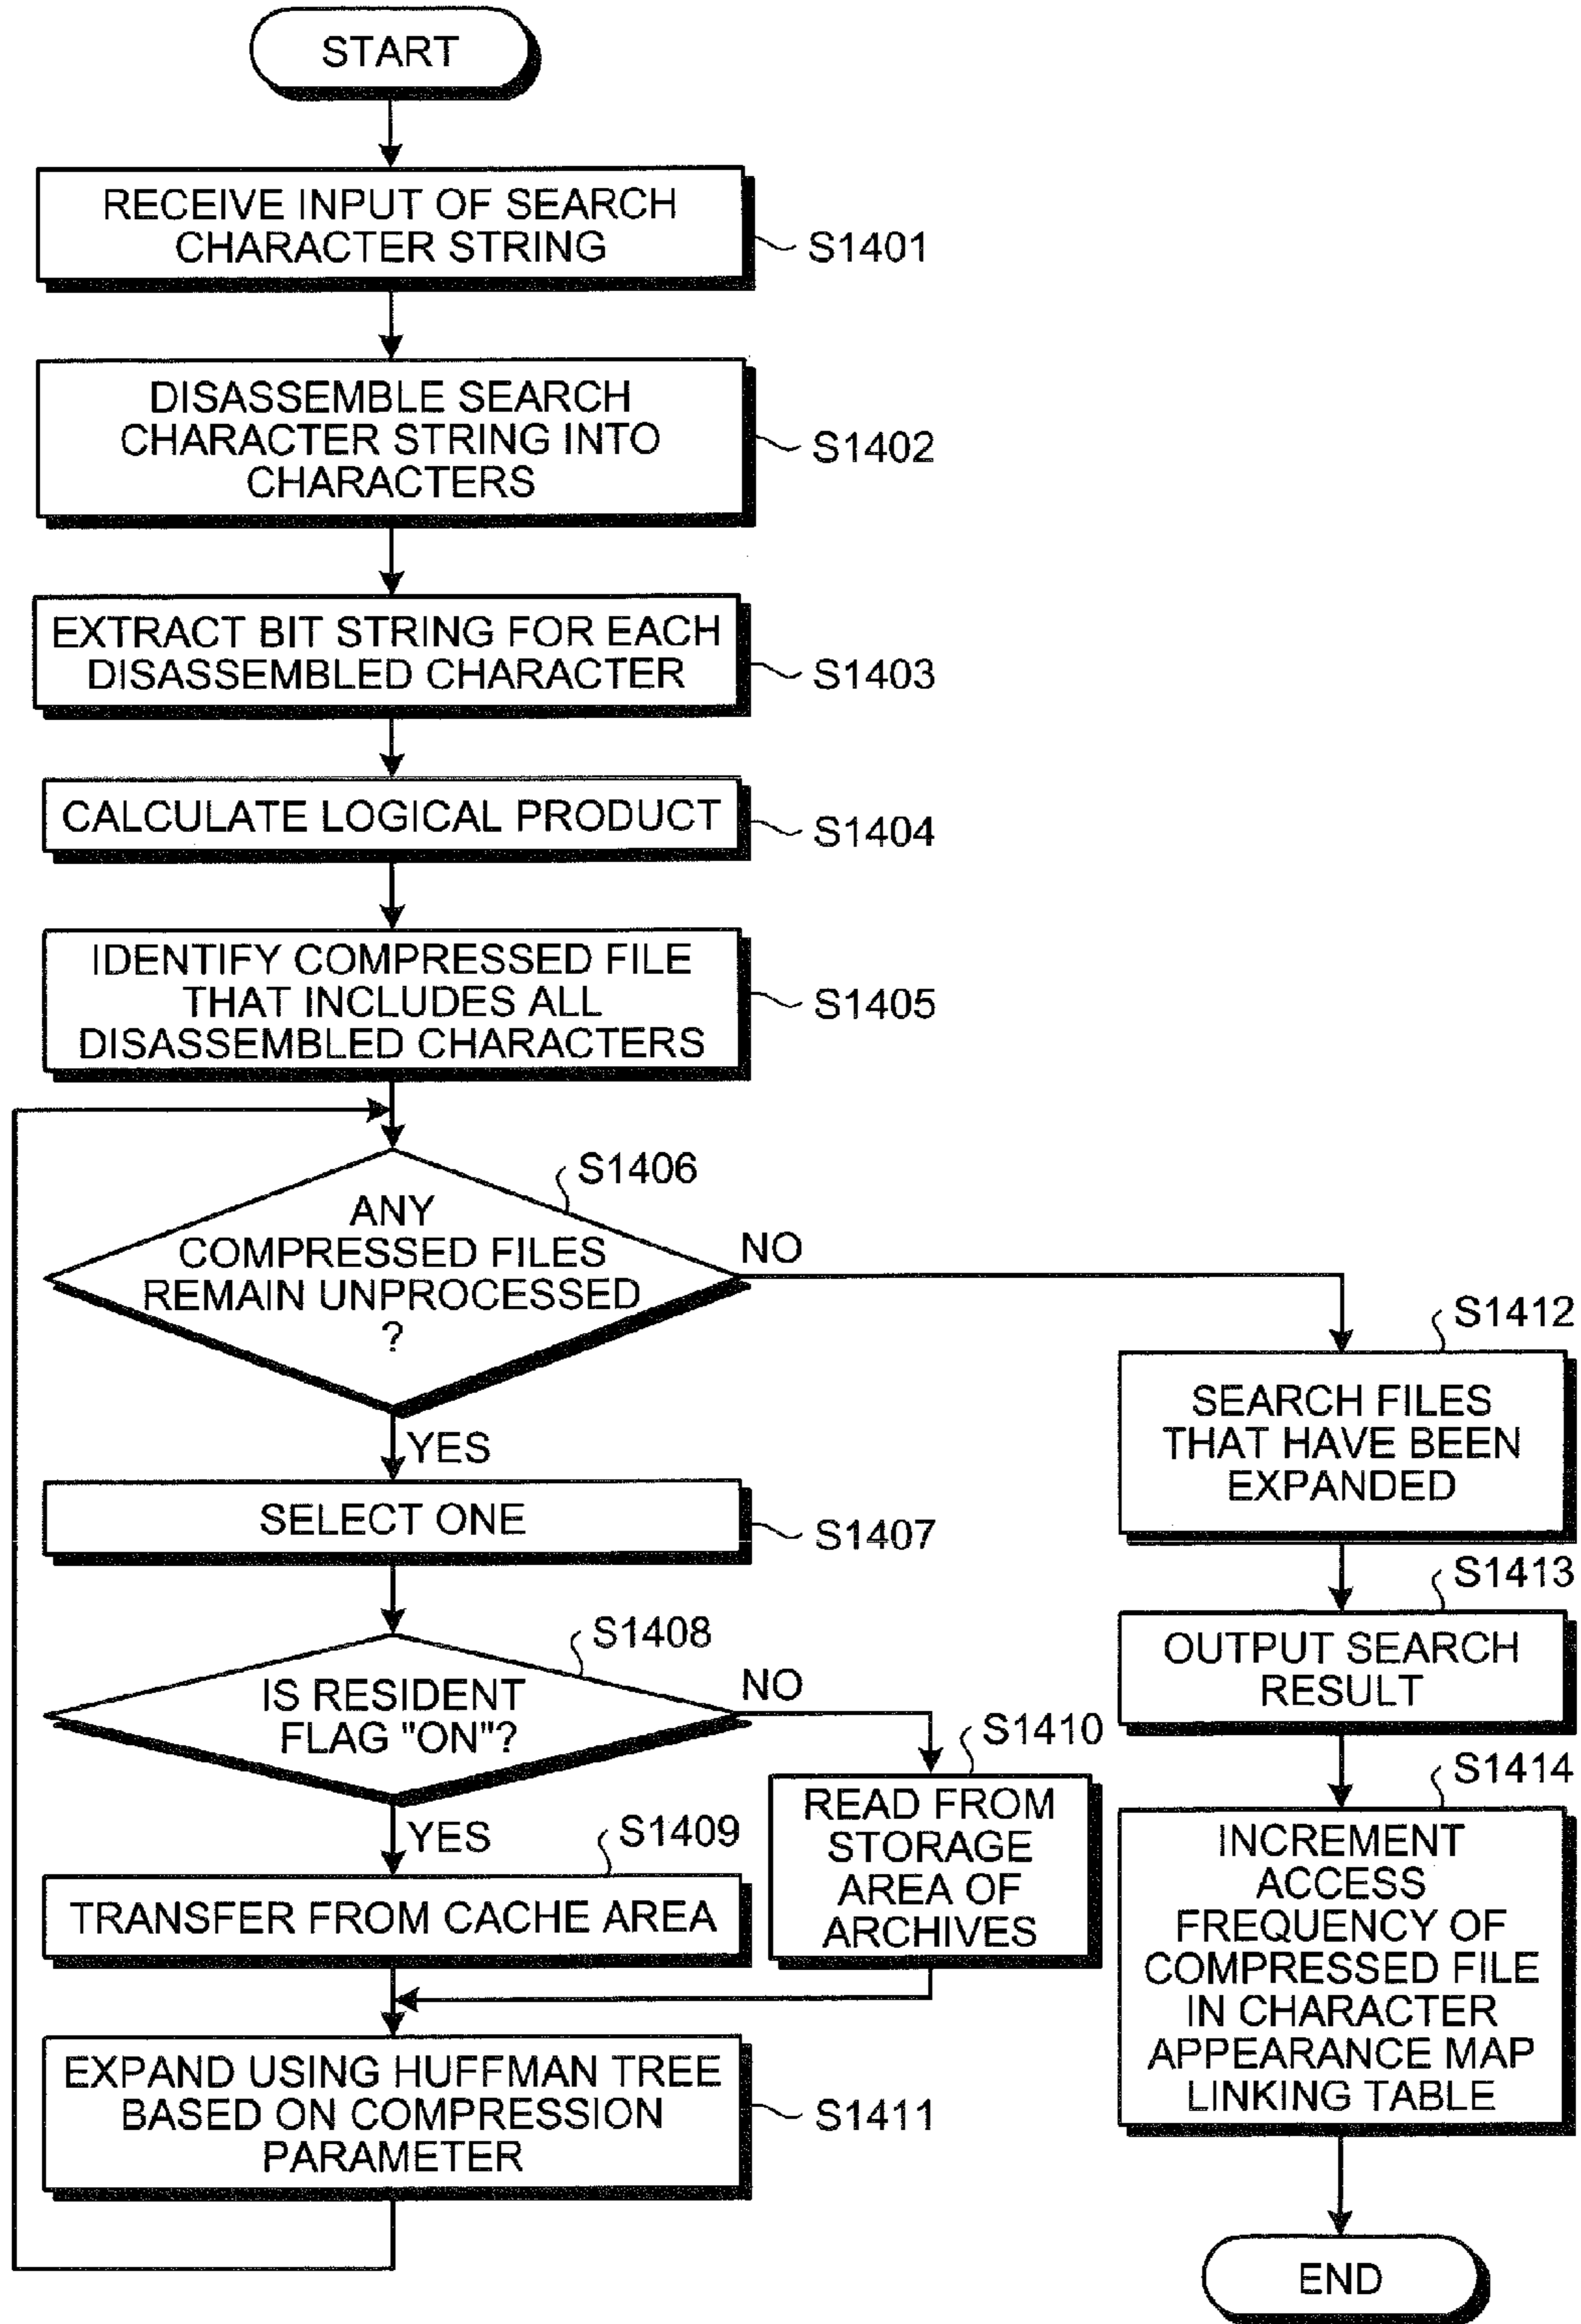 START
RECEIVE INPUT OF SEARCH
CHARACTER STRING
S1401
DISASSEMBLE SEARCH
CHARACTER STRING INTO
CHARACTERS
S1402
EXTRACT BIT STRING FOR EACH
DISASSEMBLED CHARACTER
S1403
CALCULATE LOGICAL PRODUCT
S1404
IDENTIFY COMPRESSED FILE
THAT INCLUDES ALL
DISASSEMBLED CHARACTERS
S1405
S1406
ANY
COMPRESSED FILES
REMAIN UNPROCESSED
?
NO
YES
SELECT ONE
S1407
S1408
IS RESIDENT
FLAG "ON"?
NO
YES
S1409
TRANSFER FROM CACHE AREA
S1410
READ FROM
STORAGE
AREA OF
ARCHIVES
EXPAND USING HUFFMAN TREE
BASED ON COMPRESSION
PARAMETER
S1411
S1412
SEARCH FILES
THAT HAVE BEEN
EXPANDED
S1413
OUTPUT SEARCH
RESULT
S1414
INCREMENT
ACCESS
FREQUENCY OF
COMPRESSED FILE
IN CHARACTER
APPEARANCE MAP
LINKING TABLE
END